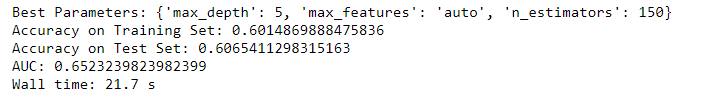 Best Parameters: {'max_depth': 5, 'max_features': 'auto', 'n_estimators': 150}
Accuracy on Training Set: 0.6014869888475836
Accuracy on Test Set: 0.6065411298315163
AUC: 0.6523239823982399
Wall time: 21.7 s